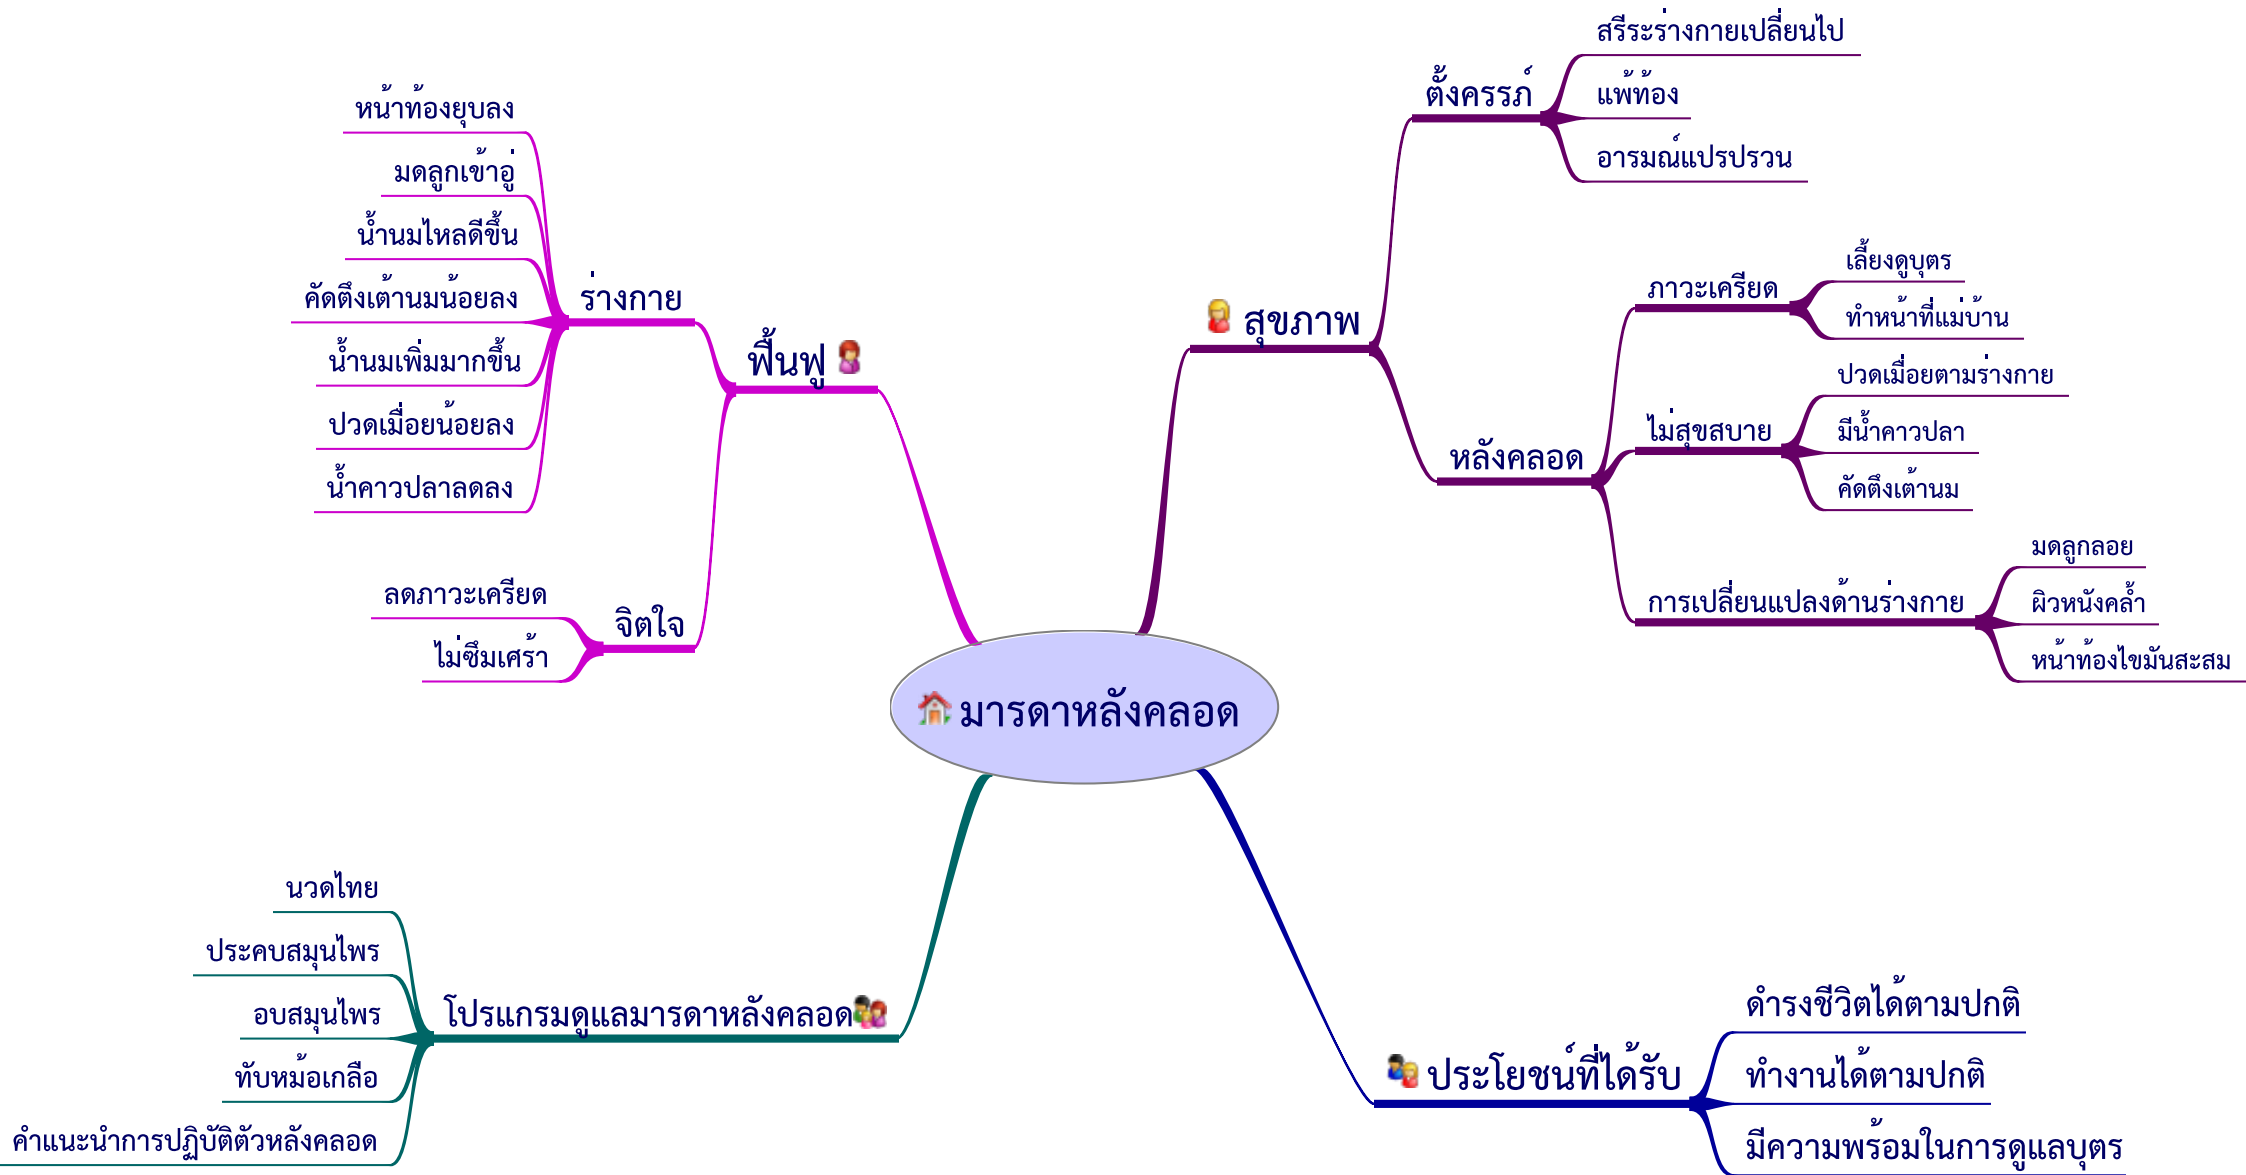 มารดาหลังคลอด
สุขภาพ
ตั้งครรภ์
สรีระร่างกายเปลี่ยนไป
แพ้ท้อง
อารมณ์แปรปรวน
หลังคลอด
ภาวะเครียด
เลี้ยงดูบุตร
ทำหน้าที่แม่บ้าน
ไม่สุขสบาย
ปวดเมื่อยตามร่างกาย
มีน้ำคาวปลา
คัดตึงเต้านม
การเปลี่ยนแปลงด้านร่างกาย
มดลูกลอย
ผิวหนังคล้ำ
หน้าท้องไขมันสะสม
ประโยชน์ที่ได้รับ
ดำรงชีวิตได้ตามปกติ
ทำงานได้ตามปกติ
มีความพร้อมในการดูแลบุตร
ฟื้นฟู
ร่างกาย
หน้าท้องยุบลง
มดลูกเข้าอู่
น้ำนมไหลดีขึ้น
คัดตึงเต้านมน้อยลง
น้ำนมเพิ่มมากขึ้น
ปวดเมื่อยน้อยลง
น้ำคาวปลาลดลง
จิตใจ
ลดภาวะเครียด
ไม่ซึมเศร้า
โปรแกรมดูแลมารดาหลังคลอด
นวดไทย
ประคบสมุนไพร
อบสมุนไพร
ทับหม้อเกลือ
คำแนะนำการปฏิบัติตัวหลังคลอด